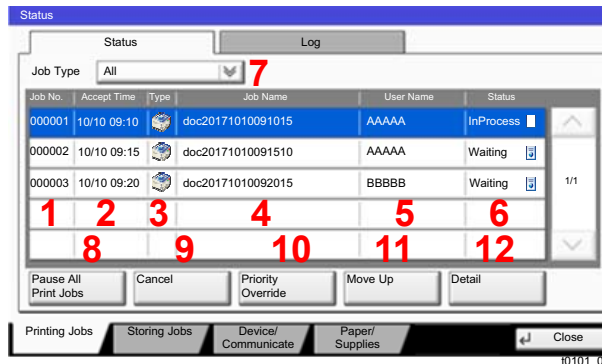 Status
Status Log
Job Type All 7
Job No. Accept Time Type Job Name User Name Status
000001 10/10 09:10 doc20171010091015 AAAAA InProcess
000002 10/10 09:15 doc20171010091510 AAAAA Waiting
000003 10/10 09:20 doc20171010092015 BBBBB Waiting 1/1
1 2 3 4 5 6
8 9 10 11 12
Pause All Cancel Priority Move Up Detail
Print Jobs Override
Printing Jobs Storing Jobs Device/ Paper/ Close
Communicate Supplies